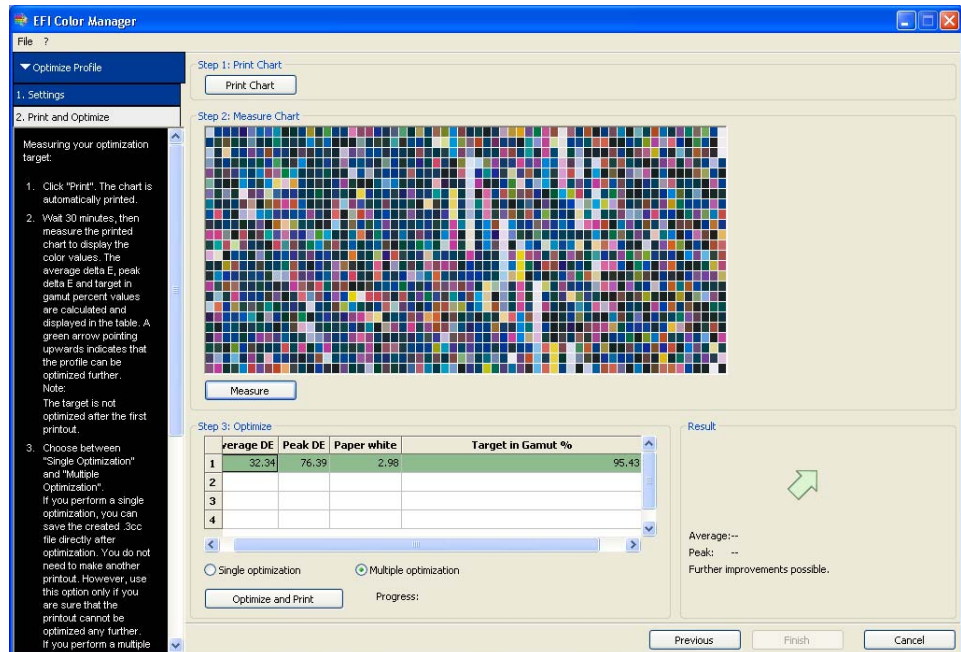 EFI Color Manager
File ?
Optimize Profile
1. Settings
2. Print and Optimize
Measuring your optimization
target:
1. Click "Print". The chart is
automatically printed.
2. Wait 30 minutes, then
measure the printed
chart to display the
color values. The
average delta E, peak
delta E and target in
gamut percent values
are calculated and
displayed in the table. A
green arrow pointing
upwards indicates that
the profile can be
optimized further.
Note:
The target is not
optimized after the first
printout.
3. Choose between
"Single Optimization"
and "Multiple
Optimization".
If you perform a single
optimization, you can
save the created .3cc
file directly after
optimization. You do not
need to make another
printout. However, use
this option only if you
are sure that the
printout cannot be
optimized any further.
If you perform a multiple
Step 1: Print Chart
Print Chart
Step 2: Measure Chart
Measure
Step 3: Optimize
verage DE Peak DE Paper white Target in Gamut %
1 32.34 76.39 2.98 95.43
2
3
4
Single optimization Multiple optimization
Optimize and Print Progress:
Result
Average:--
Peak: --
Further improvements possible.
Previous Finish Cancel